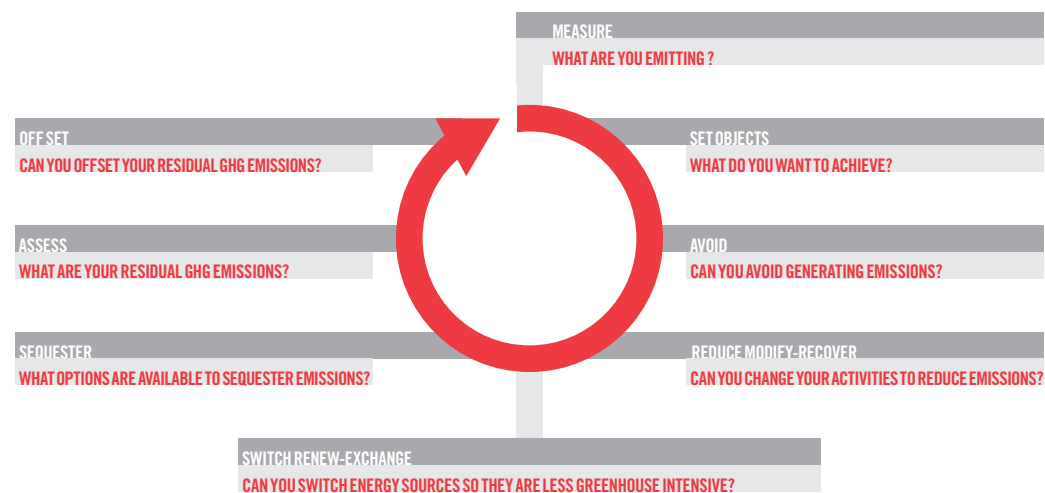 MEASURE
WHAT ARE YOU EMITTING ?
SET OBJECTS
WHAT DO YOU WANT TO ACHIEVE?
AVOID
CAN YOU AVOID GENERATING EMISSIONS?
REDUCE MODIFY-RECOVER
CAN YOU CHANGE YOUR ACTIVITIES TO REDUCE EMISSIONS?
SWITCH RENEW-EXCHANGE
CAN YOU SWITCH ENERGY SOURCES SO THEY ARE LESS GREENHOUSE INTENSIVE?
SEQUESTER
WHAT OPTIONS ARE AVAILABLE TO SEQUESTER EMISSIONS?
ASSESS
WHAT ARE YOUR RESIDUAL GHG EMISSIONS?
OFF SET
CAN YOU OFFSET YOUR RESIDUAL GHG EMISSIONS?